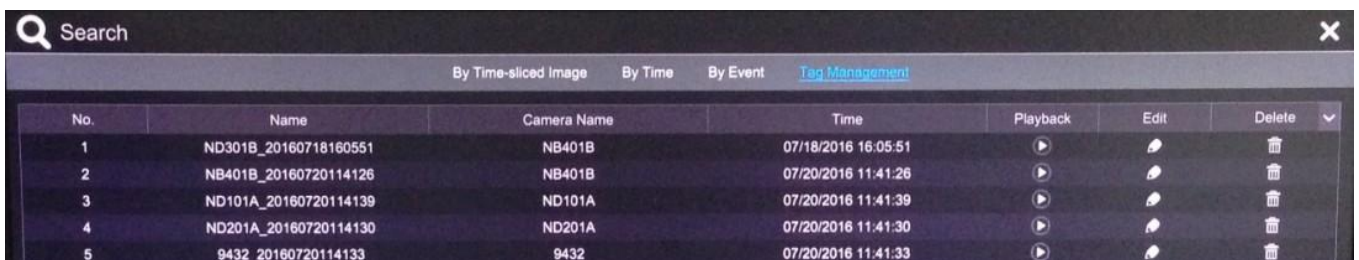 Search
By Time-sliced Image By Time By Event Tag Management
No. Name Camera Name Time Playback Edit Delete
1 ND301B_20160718160551 NB401B 07/18/2016 16:05:51
2 NB401B_20160720114126 NB401B 07/20/2016 11:41:26
3 ND101A_20160720114139 ND101A 07/20/2016 11:41:39
4 ND201A_20160720114130 ND201A 07/20/2016 11:41:30
5 9432_20160720114133 9432 07/20/2016 11:41:33